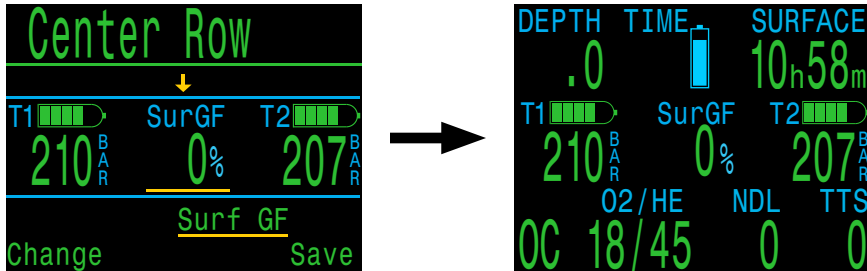 Center Row
T1 SurGF T2
210 BAR 0% 207 BAR
Surf GF
Change Save
DEPTH TIME SURFACE
.0 10h58m
T1 SurGF T2
210 BAR 0% 207 BAR
O2/HE NDL TTS
OC 18/45 0 0